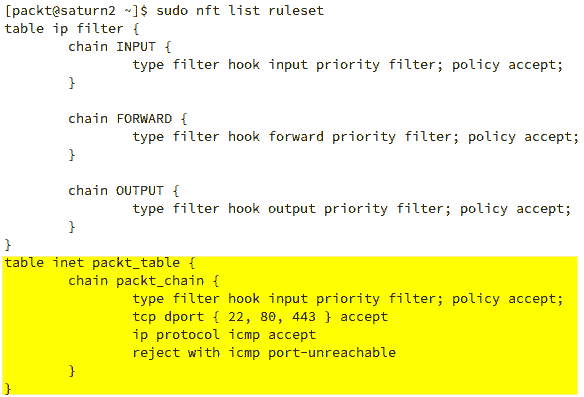 [packt@saturn2 ~]$ sudo nft list ruleset
table ip filter {
        chain INPUT {
                type filter hook input priority filter; policy accept;
        }

        chain FORWARD {
                type filter hook forward priority filter; policy accept;
        }

        chain OUTPUT {
                type filter hook output priority filter; policy accept;
        }
}
table inet packt_table {
        chain packt_chain {
                type filter hook input priority filter; policy accept;
                tcp dport { 22, 80, 443 } accept
                ip protocol icmp accept
                reject with icmp port-unreachable
        }
}